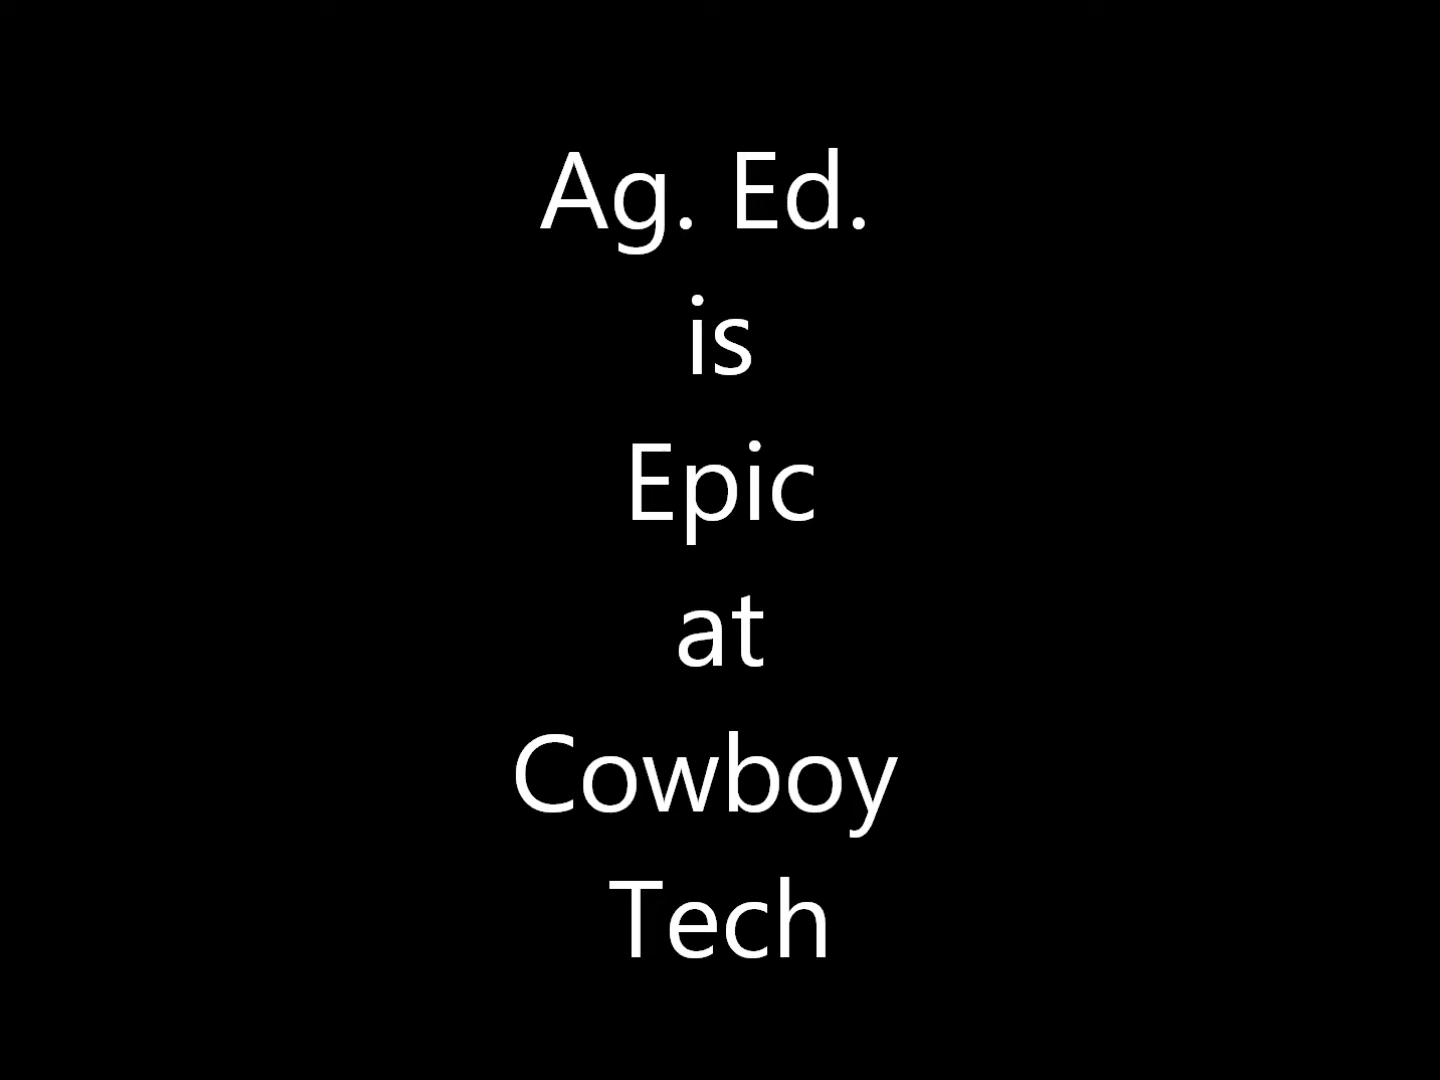 Ag. Ed.
is
Epic
at
Cowboy
Tech